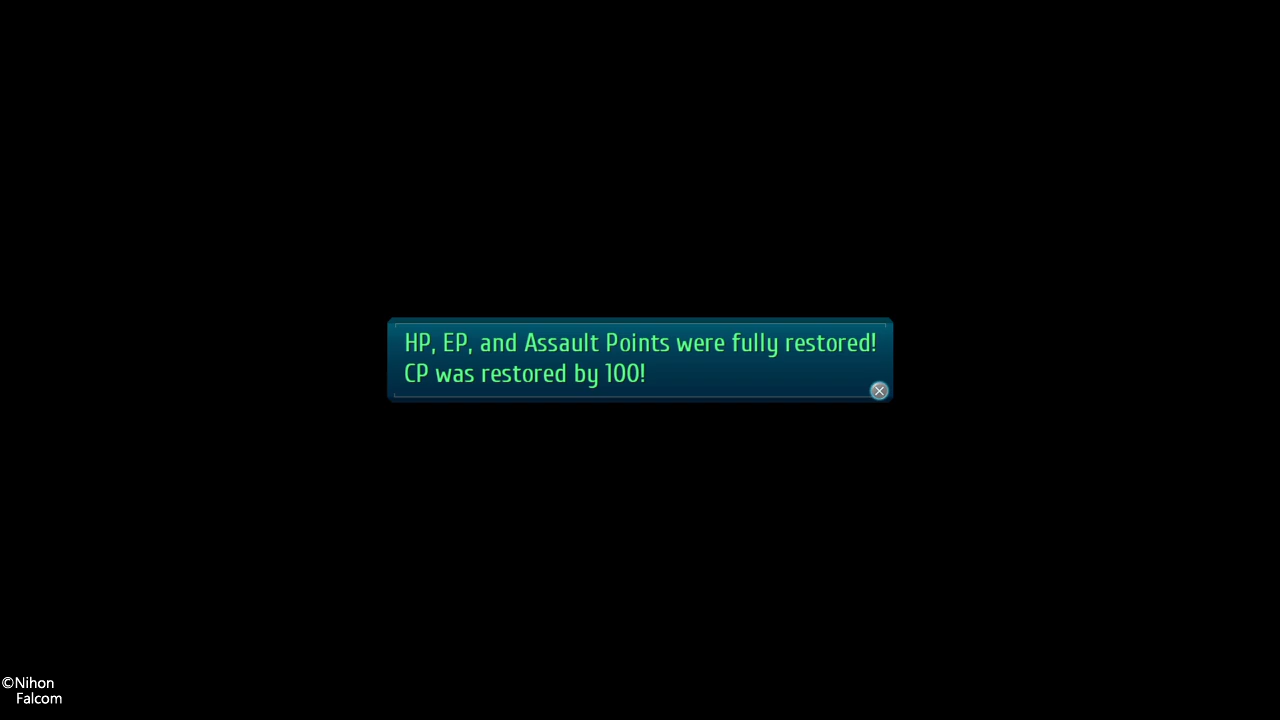 HP, EP, and Assault Points were fully restored!
CP was restored by 100!
©Nihon
Falcom